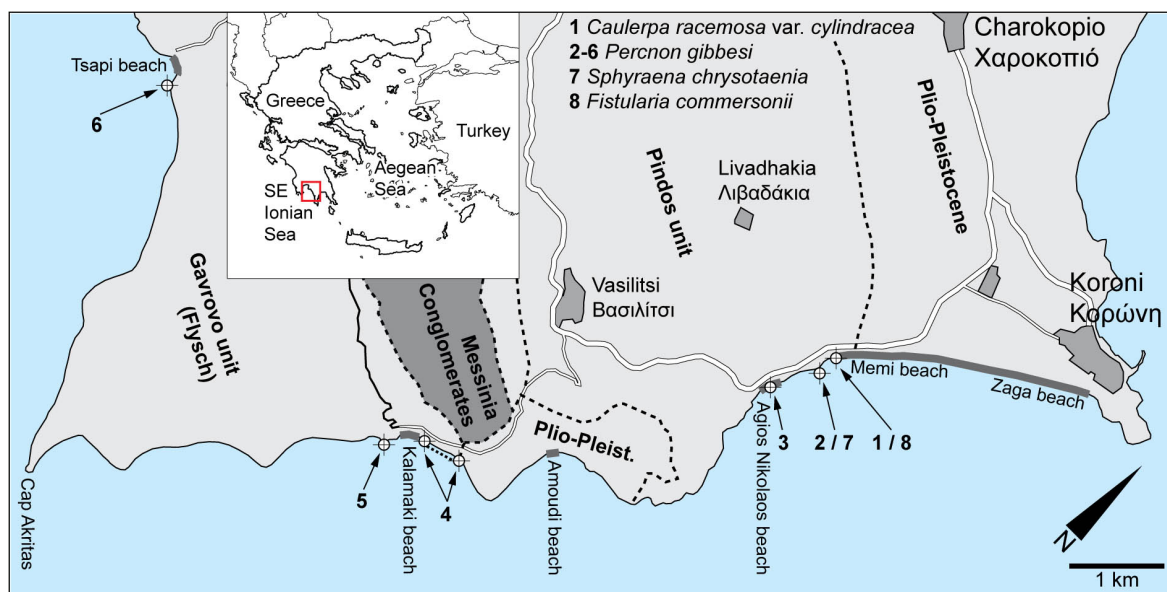 1 Caulerpa racemosa var. cylindracea
2-6 Percnon gibbesi
7 Sphyraena chrysotaenia
8 Fistularia commersonii
Charokopio
Χαροκοπιό
Tsapi beach
6
Greece
Turkey
Aegean
Sea
SE
Ionian
Sea
Plio-Pleistocene
Pindos unit
Livadhakia
Λιβαδάκια
Gavrovo unit
(Flysch)
Messinia
Conglomerates
Vasilitsi
Βασιλίτσι
Koroni
Κορώνη
Memi beach
Zaga beach
Plio-Pleist.
3
2 / 7
1 / 8
5
4
Cap Akritas
Kalamaki beach
Amoudi beach
Agios Nikolaos beach
N
1 km